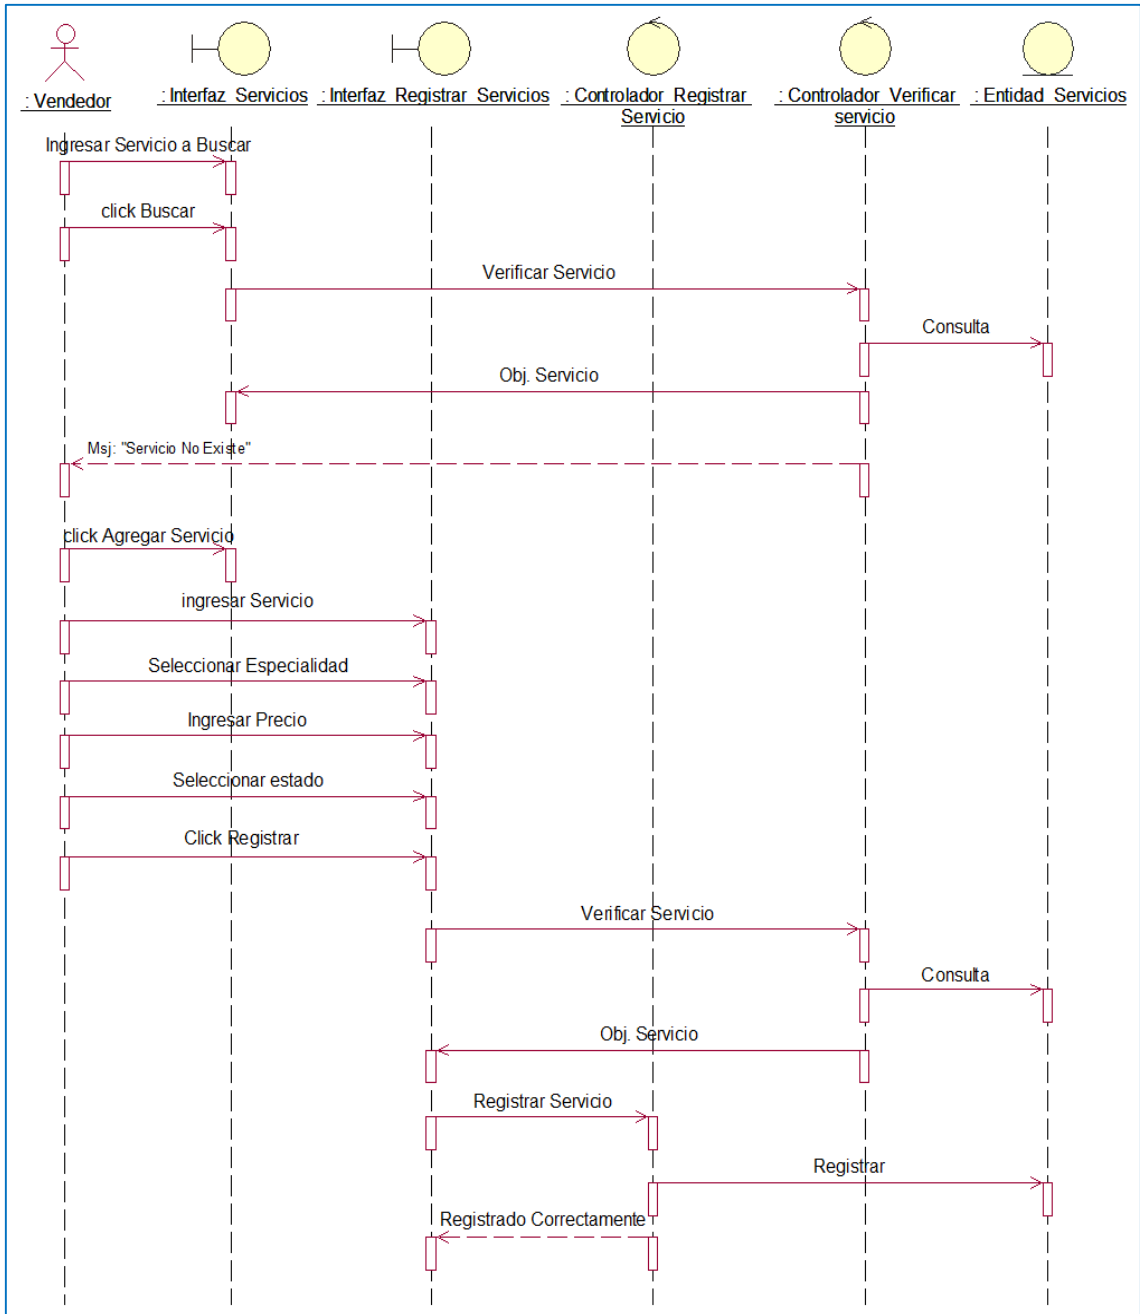 : Vendedor
: Interfaz_Servicios
: Interfaz_Registrar_Servicios
: Controlador_Registrar_
Servicio
: Controlador_Verificar_
servicio
: Entidad_Servicios
Ingresar Servicio a Buscar
click Buscar
Verificar Servicio
Consulta
Obj. Servicio
Msj: "Servicio No Existe"
click Agregar Servicio
ingresar Servicio
Seleccionar Especialidad
Ingresar Precio
Seleccionar estado
Click Registrar
Verificar Servicio
Consulta
Obj. Servicio
Registrar Servicio
Registrar
Registrado Correctamente